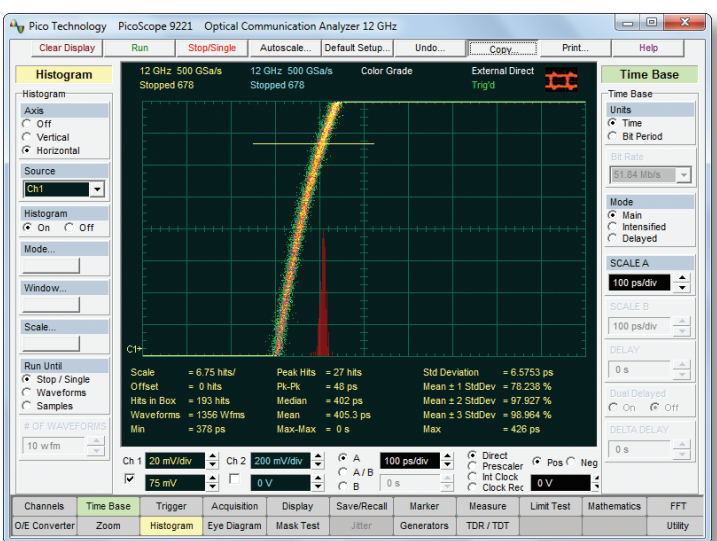 Pico Technology PicoScope 9221 Optical Communication Analyzer 12 GHz
Clear Display Run Stop/Single Autoscale... Default Setup... Undo... Copy... Print... Help
Histogram
Histogram
Axis
Off
Vertical
Horizontal
Source
Ch1
Histogram
On Off
Mode...
Window...
Scale...
Run Until
Stop / Single
Waveforms
Samples
# OF WAVEFORMS
10 wfm
12 GHz 500 GSa/s 12 GHz 500 GSa/s Color Grade External Direct
Stopped 678 Stopped 678 Trig'd
C1
Scale = 6.75 hits/ Peak Hits = 27 hits Std Deviation = 6.5753 ps
Offset = 0 hits Pk-Pk = 48 ps Mean ± 1 StdDev = 78.238 %
Hits in Box = 193 hits Median = 402 ps Mean ± 2 StdDev = 97.927 %
Waveforms = 1356 Wfms Mean = 405.3 ps Mean ± 3 StdDev = 98.964 %
Min = 378 ps Max-Max = 0 s Max = 426 ps
Ch 1 20 mV/div Ch 2 200 mV/div A 100 ps/div Direct Pos Neg
75 mV 0 V A / B B 0 s Prescaler Int Clock Clock Rec 0 V
Time Base
Time Base
Units
Time
Bit Period
Bit Rate
51.84 Mb/s
Mode
Main
Intensified
Delayed
SCALE A
100 ps/div
SCALE B
100 ps/div
DELAY
0 s
Dual Delayed
On Off
DELTA DELAY
0 s
Channels Time Base Trigger Acquisition Display Save/Recall Marker Measure Limit Test Mathematics FFT
O/E Converter Zoom Histogram Eye Diagram Mask Test Jitter Generators TDR / TDT Utility